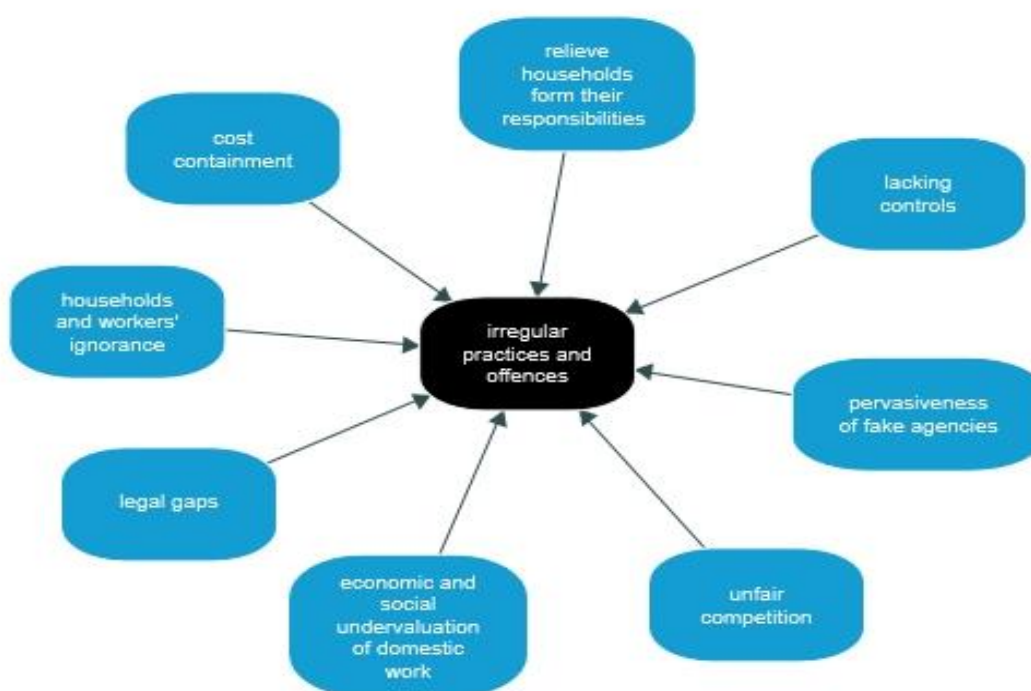 relieve
households
form their
responsibilities
cost
containment
lacking
controls
households
and workers'
ignorance
irregular
practices and
offences
pervasiveness
of fake agencies
legal gaps
economic and
social
undervaluation
of domestic
work
unfair
competition